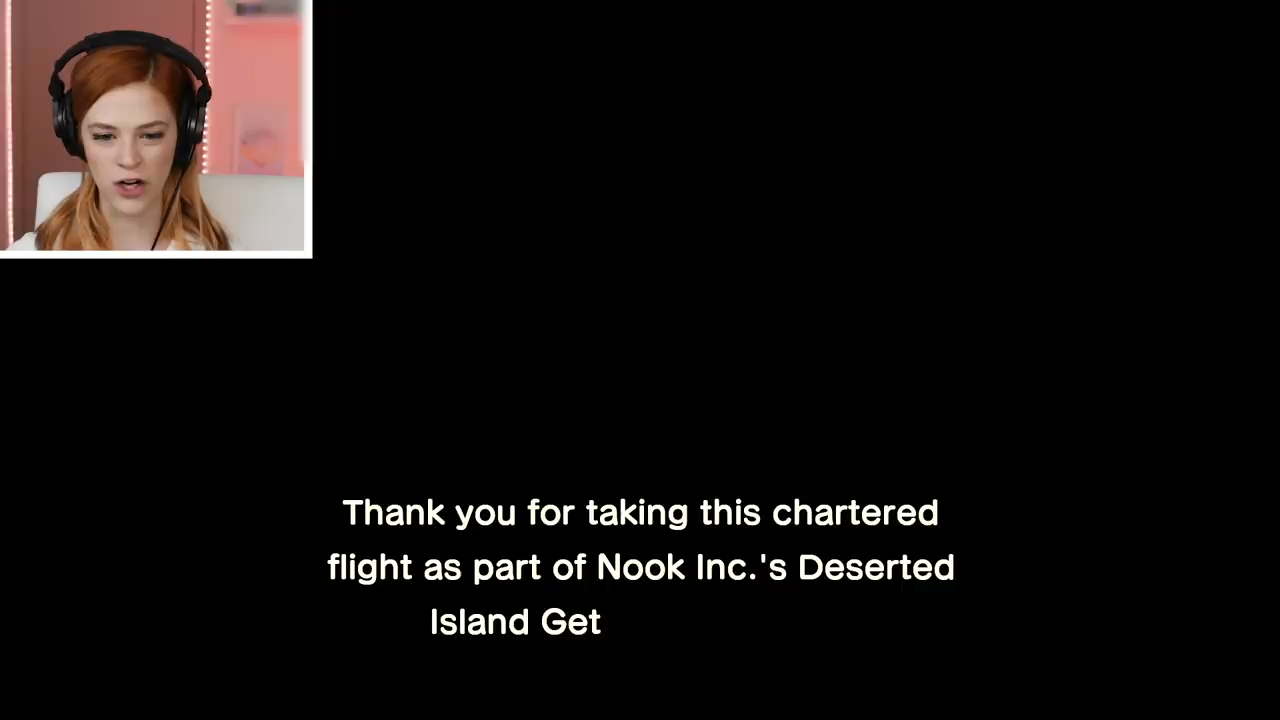 Thank you for taking this chartered
flight as part of Nook Inc.'s Deserted
Island Get